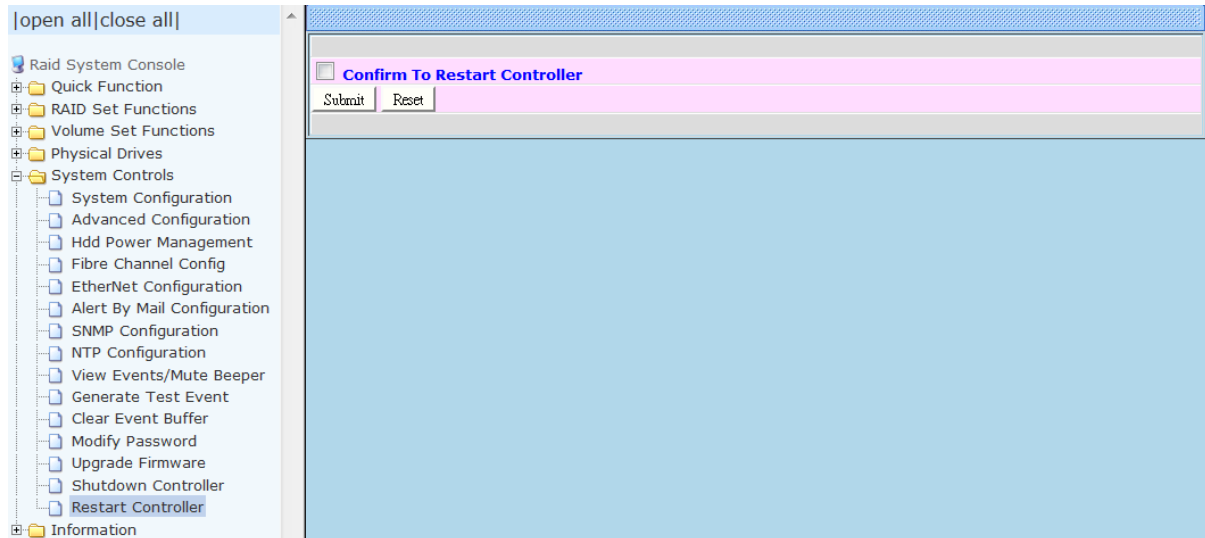 |open all|close all|
Raid System Console
Quick Function
RAID Set Functions
Volume Set Functions
Physical Drives
System Controls
System Configuration
Advanced Configuration
Hdd Power Management
Fibre Channel Config
EtherNet Configuration
Alert By Mail Configuration
SNMP Configuration
NTP Configuration
View Events/Mute Beeper
Generate Test Event
Clear Event Buffer
Modify Password
Upgrade Firmware
Shutdown Controller
Restart Controller
Information
Confirm To Restart Controller
Submit Reset